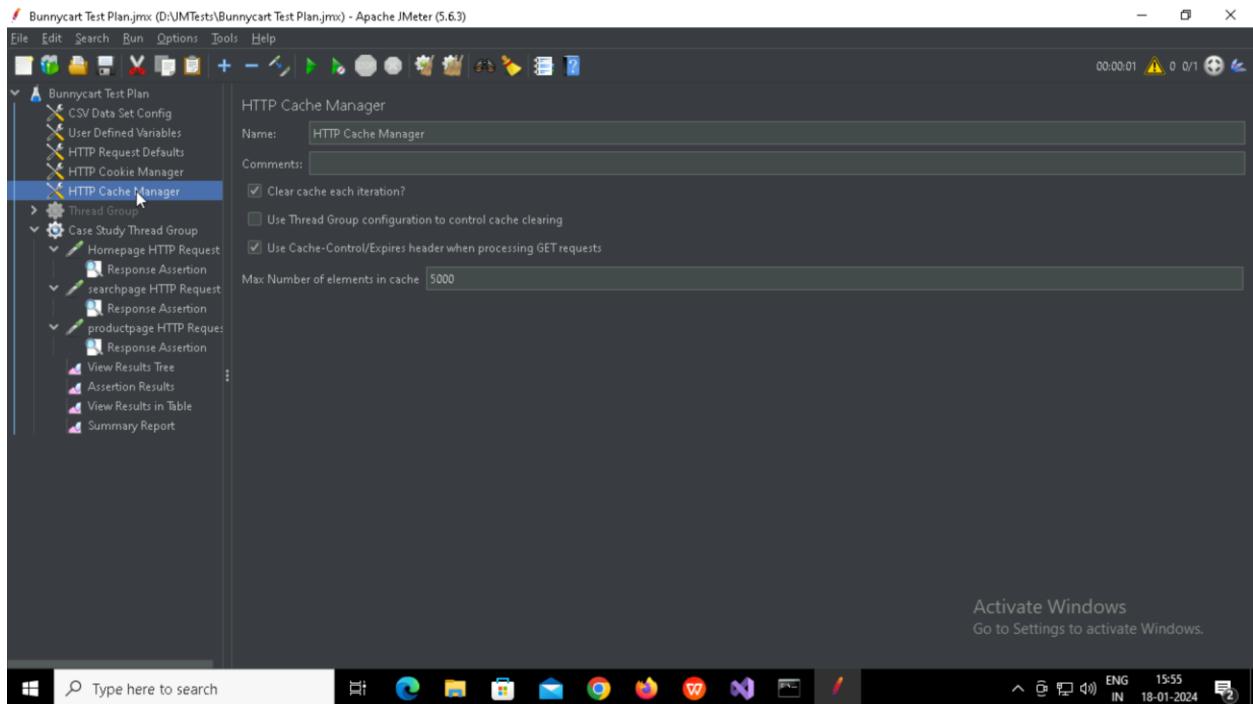 Bunnycart Test Plan.jmx (D:\JMTests\Bunnycart Test Plan.jmx) - Apache JMeter (5.6.3)
File Edit Search Run Options Tools Help
00:00:01 0 0/1
Bunnycart Test Plan
CSV Data Set Config
User Defined Variables
HTTP Request Defaults
HTTP Cookie Manager
HTTP Cache Manager
Thread Group
Case Study Thread Group
Homepage HTTP Request
Response Assertion
searchpage HTTP Request
Response Assertion
productpage HTTP Reques
Response Assertion
View Results Tree
Assertion Results
View Results in Table
Summary Report
HTTP Cache Manager
Name: HTTP Cache Manager
Comments:
Clear cache each iteration?
Use Thread Group configuration to control cache clearing
Use Cache-Control/Expires header when processing GET requests
Max Number of elements in cache 5000
Activate Windows
Go to Settings to activate Windows.
Type here to search
ENG 15:55
IN 18-01-2024
2